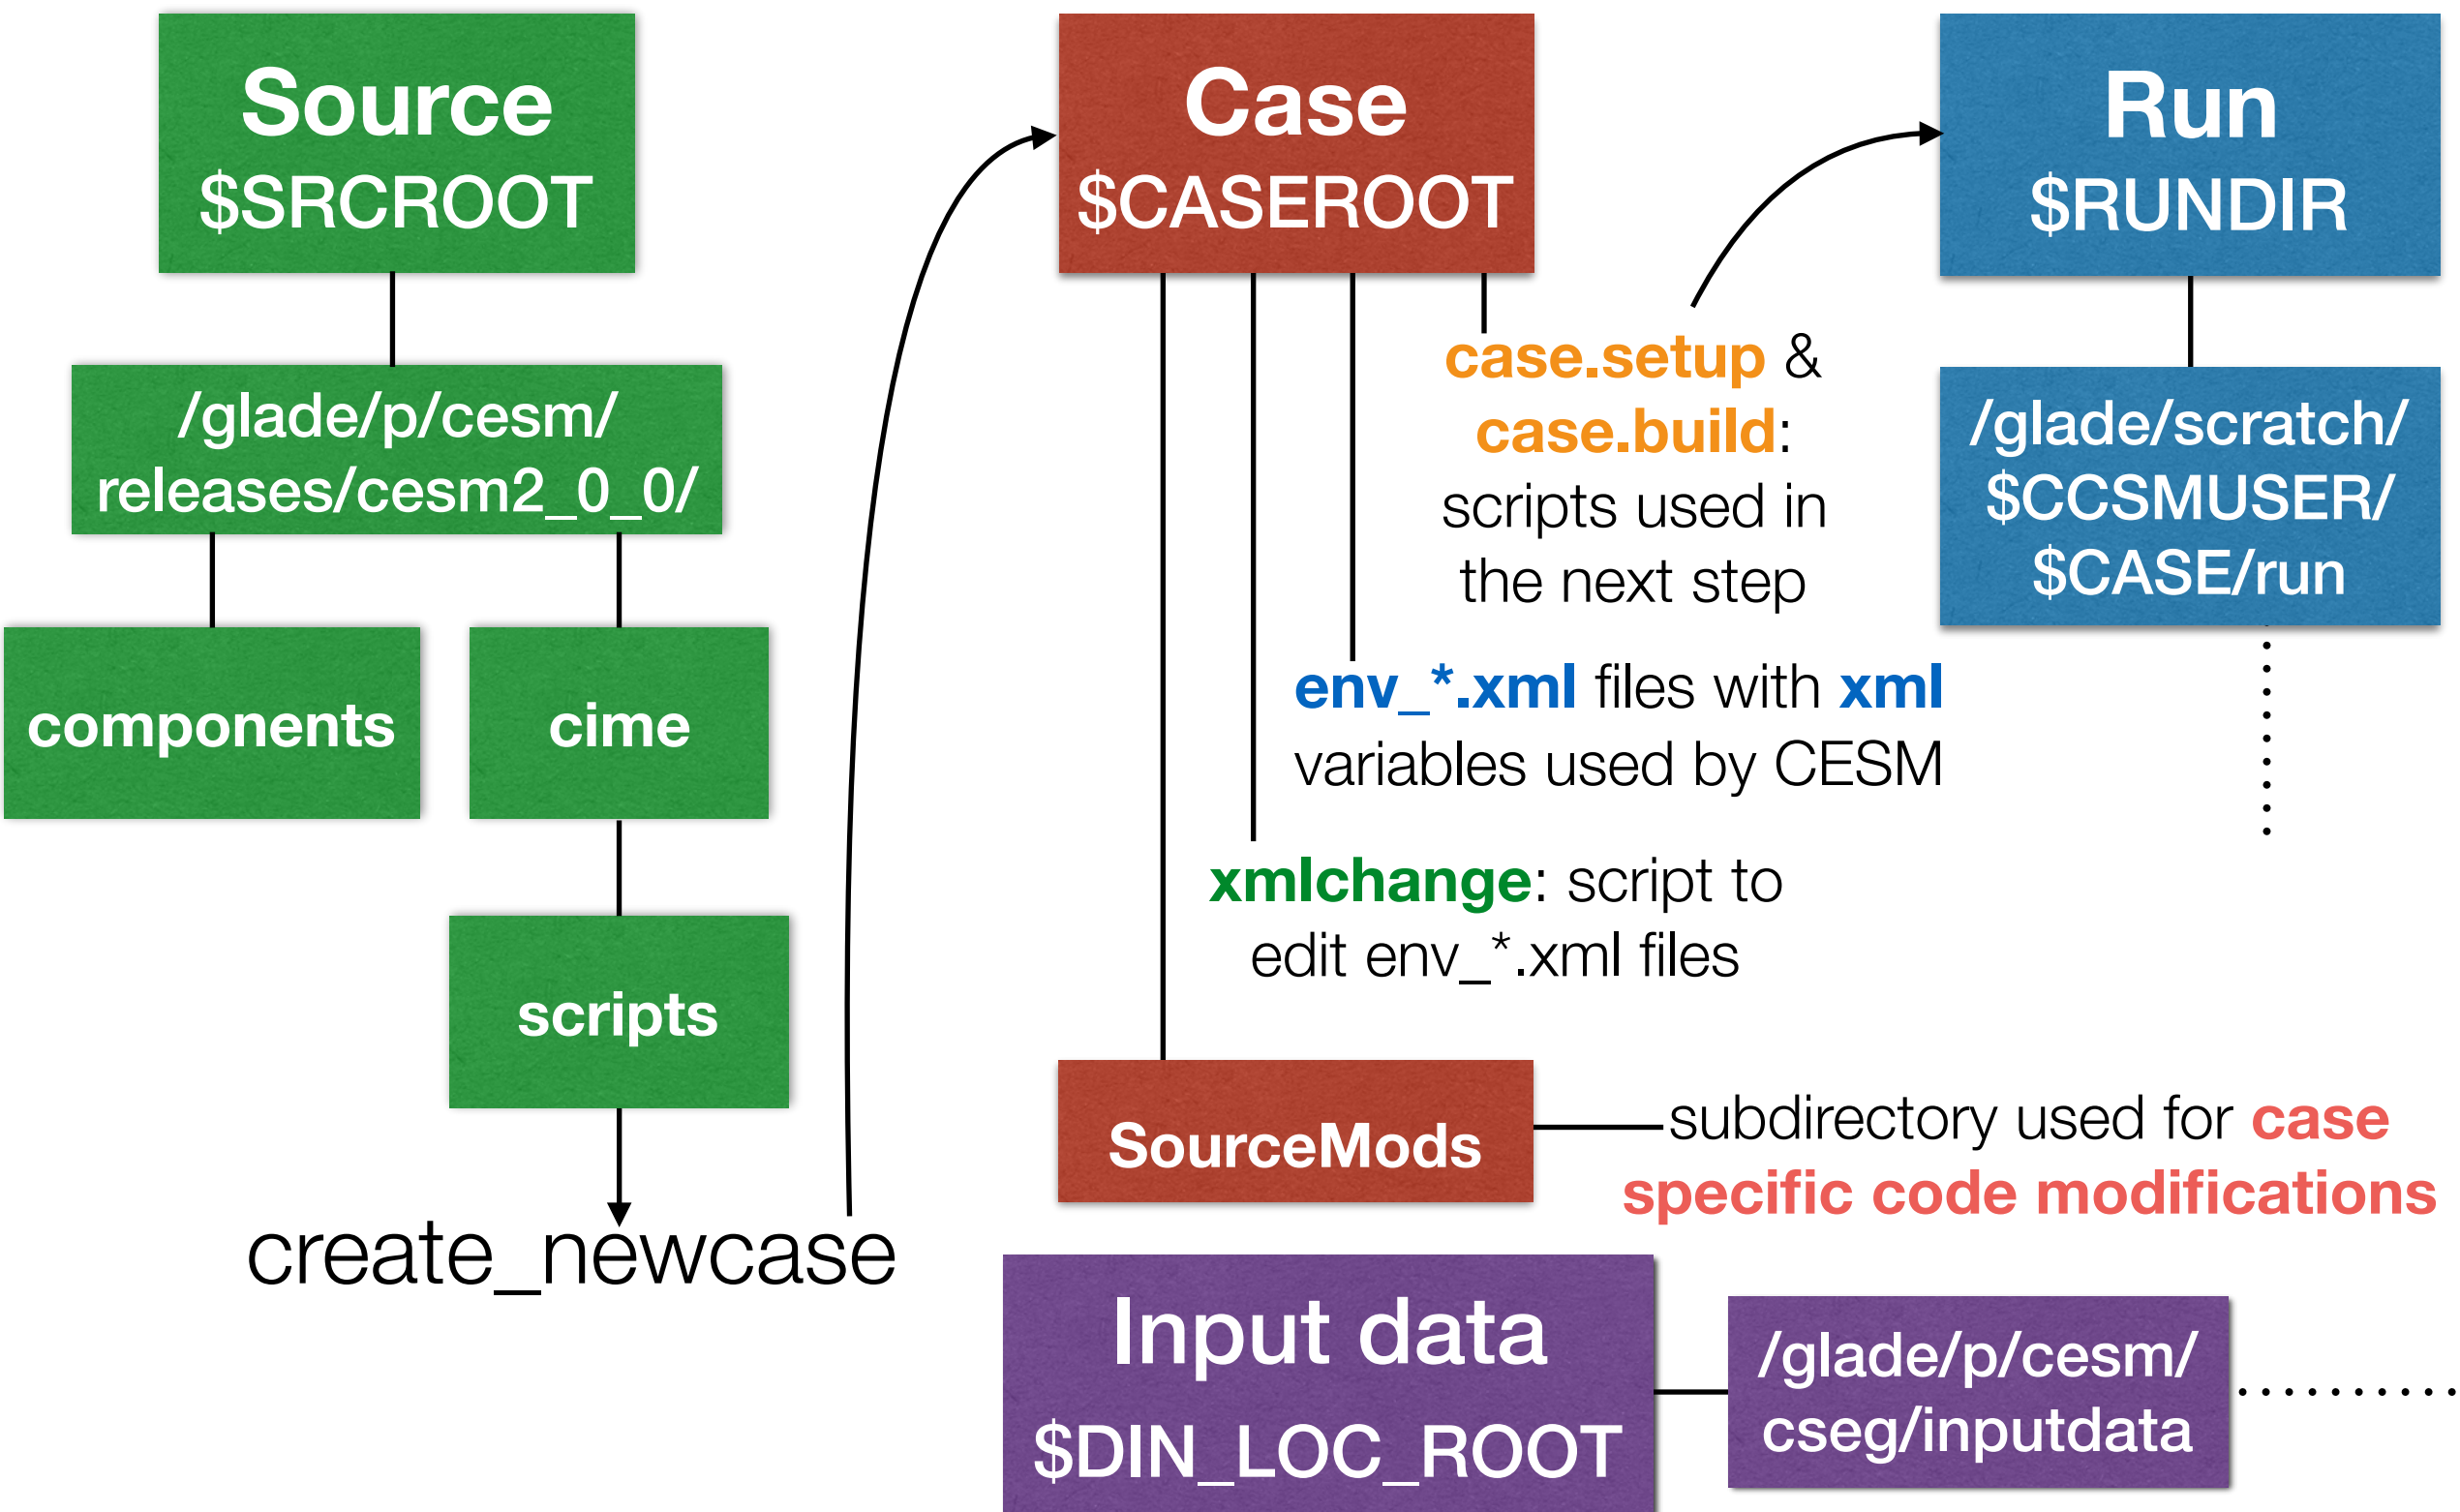 Source
$SRCROOT
/glade/p/cesm/
releases/cesm2_0_0/
components
cime
scripts
create_newcase
Case
$CASEROOT
case.setup &
case.build:
scripts used in
the next step
env_*.xml files with xml
variables used by CESM
xmlchange: script to
edit env_*.xml files
SourceMods
subdirectory used for case
specific code modifications
Run
$RUNDIR
/glade/scratch/
$CCSMUSER/
$CASE/run
Input data
$DIN_LOC_ROOT
/glade/p/cesm/
cseg/inputdata